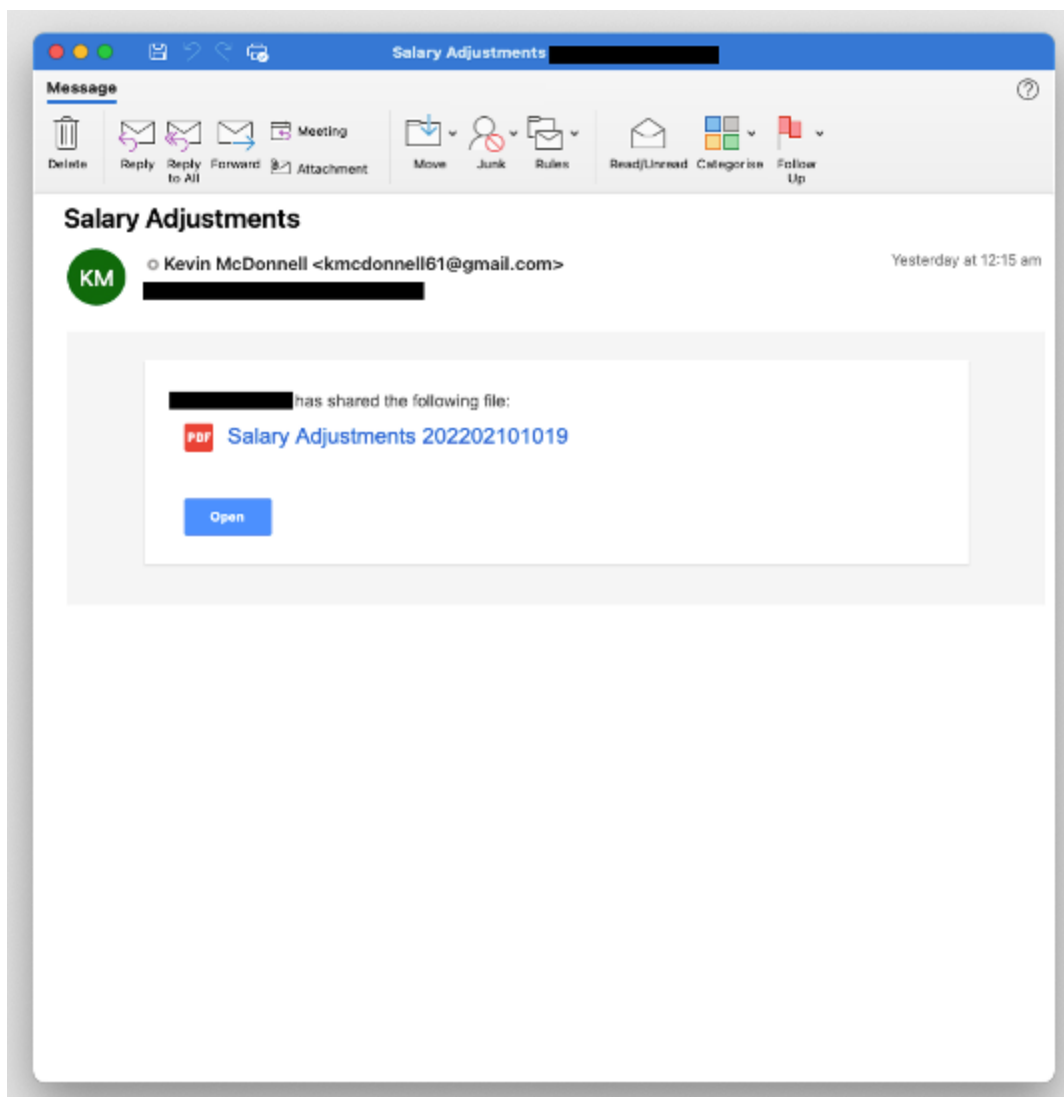 Salary Adjustments
Message
Delete
Reply
Reply to All
Forward
Meeting
Attachment
Move
Junk
Rules
Read/Unread
Categorise
Follow Up
Salary Adjustments
KM
Kevin McDonnell <kmcdonnell61@gmail.com>
Yesterday at 12:15 am
has shared the following file:
PDF
Salary Adjustments 202202101019
Open